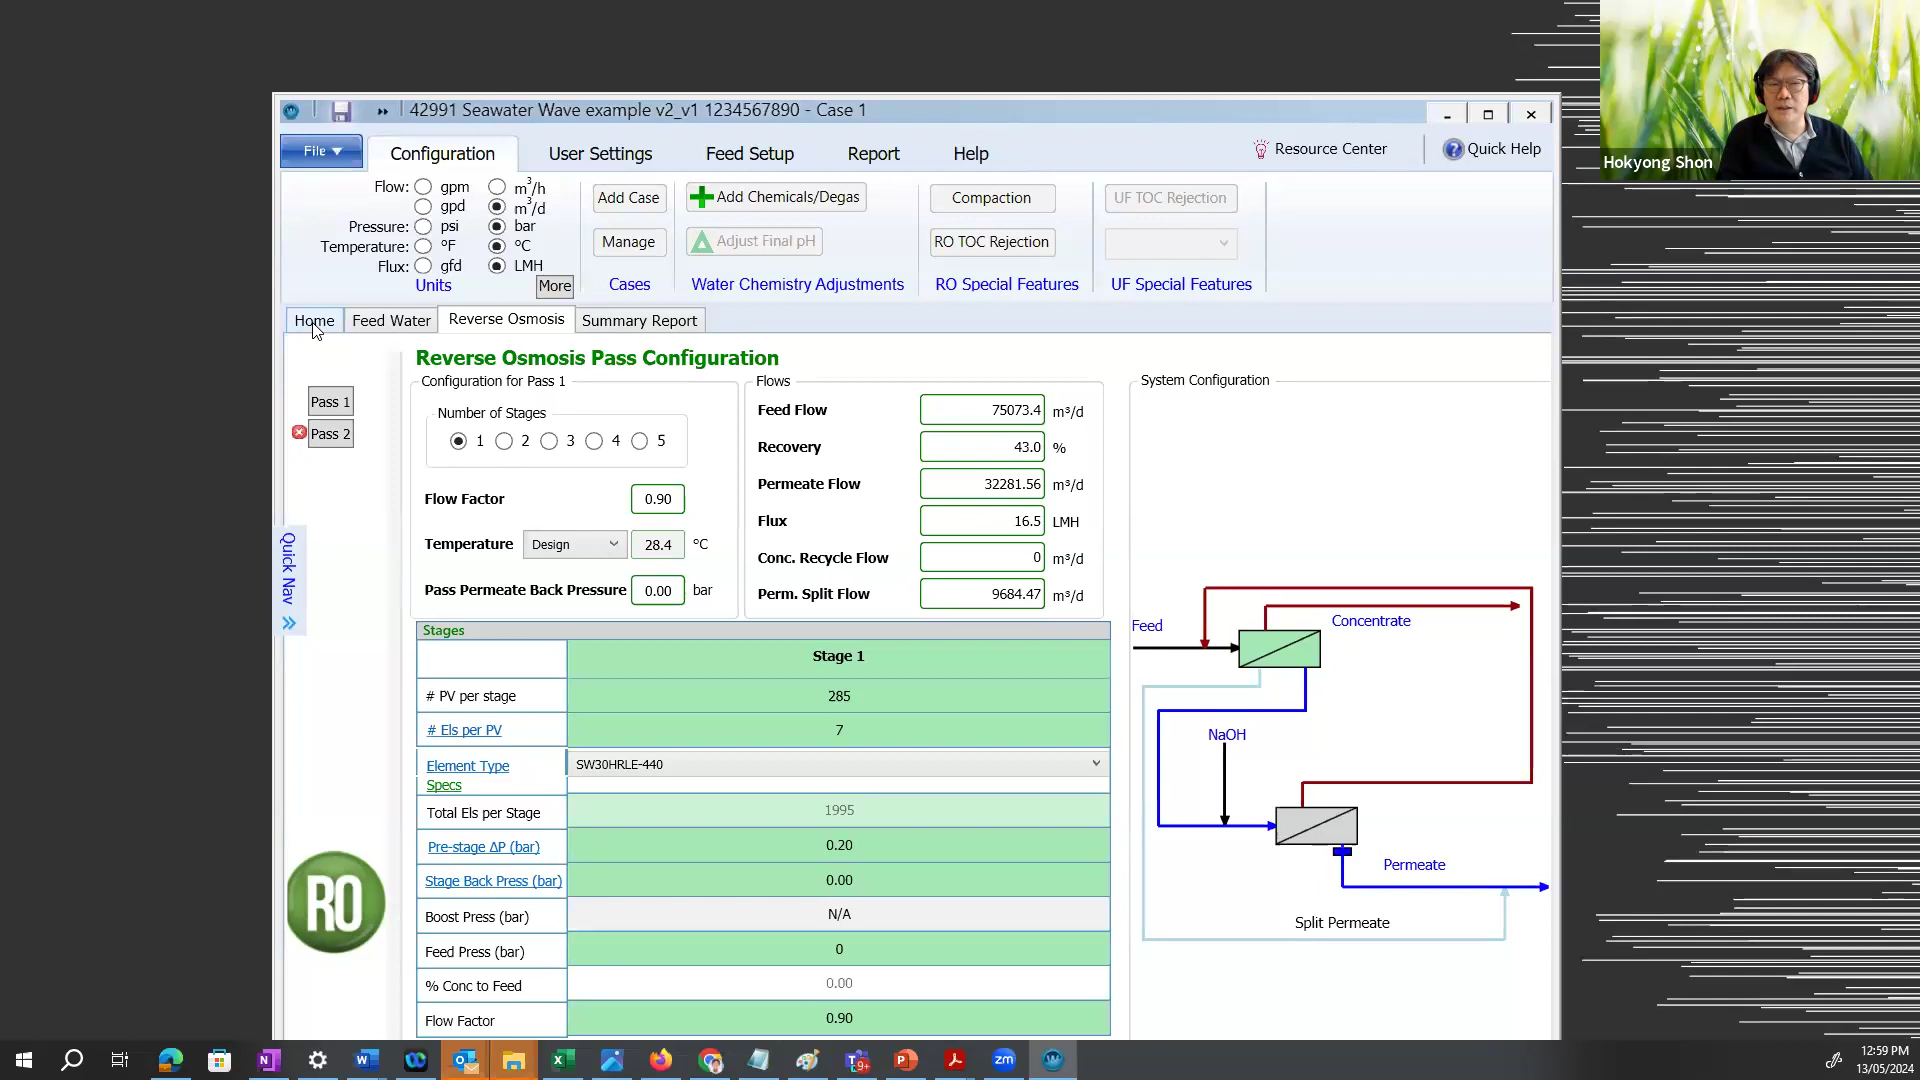 42991 Seawater Wave example v2_v1 1234567890 - Case 1
File
Configuration
User Settings
Feed Setup
Report
Help
Resource Center
Quick Help
Hokyong Shon
Flow: gpm m³/h
gpd m³/d
Pressure: psi bar
Temperature: °F °C
Flux: gfd LMH
Units
More
Add Case
Manage
Cases
Add Chemicals/Degas
Adjust Final pH
Water Chemistry Adjustments
Compaction
RO TOC Rejection
RO Special Features
UF TOC Rejection
UF Special Features
Home
Feed Water
Reverse Osmosis
Summary Report
Reverse Osmosis Pass Configuration
Pass 1
Pass 2
Quick Nav
RO
Configuration for Pass 1
Number of Stages
1 2 3 4 5
Flow Factor 0.90
Temperature Design 28.4 °C
Pass Permeate Back Pressure 0.00 bar
Flows
Feed Flow 75073.4 m³/d
Recovery 43.0 %
Permeate Flow 32281.56 m³/d
Flux 16.5 LMH
Conc. Recycle Flow 0 m³/d
Perm. Split Flow 9684.47 m³/d
System Configuration
Feed
Concentrate
NaOH
Permeate
Split Permeate
Stages
Stage 1
# PV per stage 285
# Els per PV 7
Element Type SW30HRLE-440
Specs
Total Els per Stage 1995
Pre-stage ΔP (bar) 0.20
Stage Back Press (bar) 0.00
Boost Press (bar) N/A
Feed Press (bar) 0
% Conc to Feed 0.00
Flow Factor 0.90
12:59 PM
13/05/2024